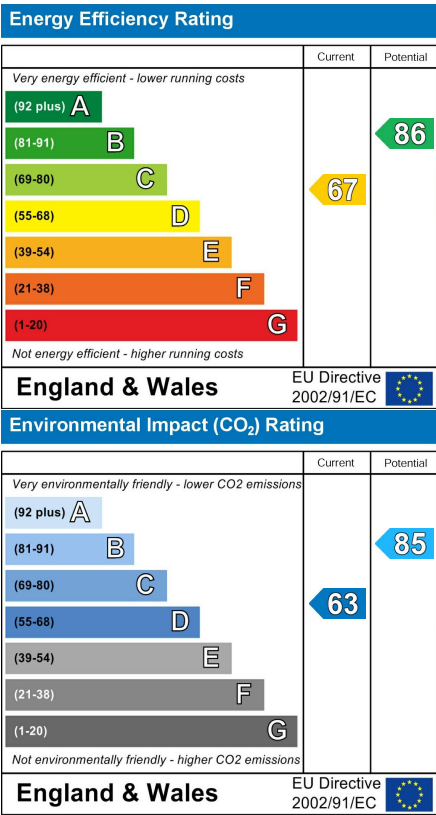 Energy Efficiency Rating
Current Potential
Very energy efficient - lower running costs
(92 plus) A
(81-91) B
86
(69-80) C
67
(55-68) D
(39-54) E
(21-38) F
(1-20) G
Not energy efficient - higher running costs
England & Wales
EU Directive
2002/91/EC
Environmental Impact (CO₂) Rating
Current Potential
Very environmentally friendly - lower CO2 emissions
(92 plus) A
(81-91) B
85
(69-80) C
(55-68) D
63
(39-54) E
(21-38) F
(1-20) G
Not environmentally friendly - higher CO2 emissions
England & Wales
EU Directive
2002/91/EC